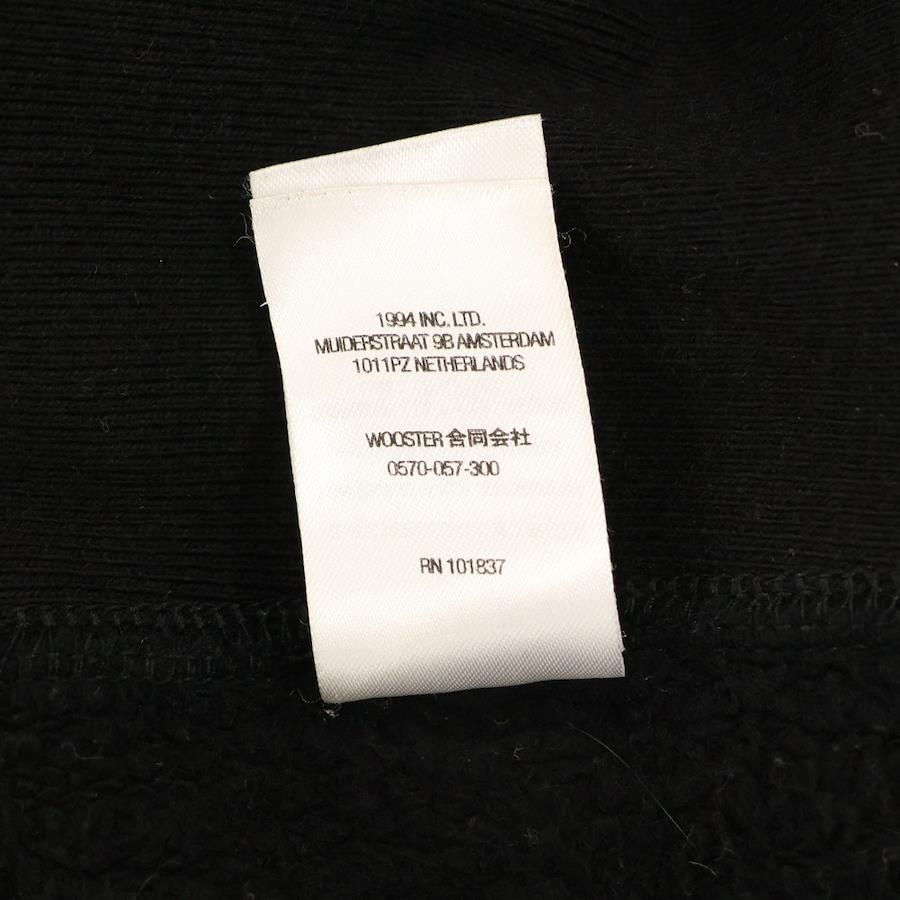 1994 INC. LTD.
MUIDERSTRAAT 9B AMSTERDAM
1011PZ NETHERLANDS
WOOSTER 合同会社
0570-057-300
RN 101837